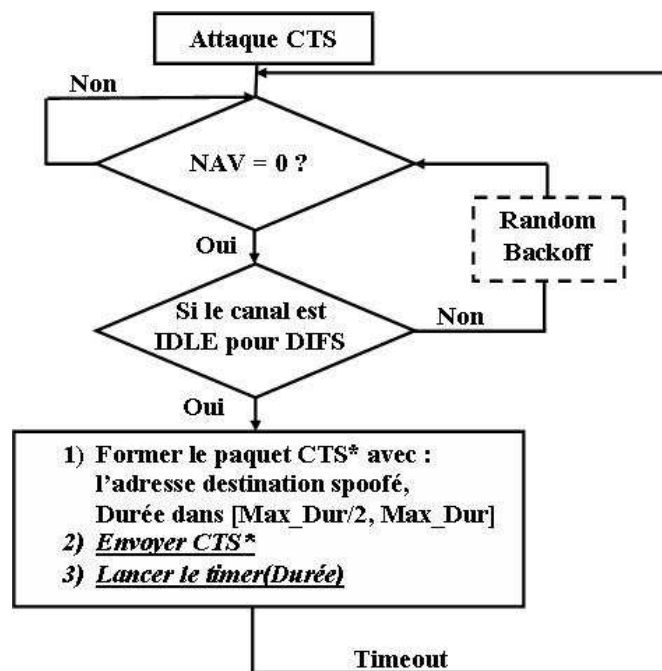 Attaque CTS
Non
NAV = 0 ?
Oui
Random
Backoff
Si le canal est
IDLE pour DIFS
Non
Oui
1) Former le paquet CTS* avec :
l'adresse destination spoofé,
Durée dans [Max_Dur/2, Max_Dur]
2) Envoyer CTS*
3) Lancer le timer(Durée)
Timeout